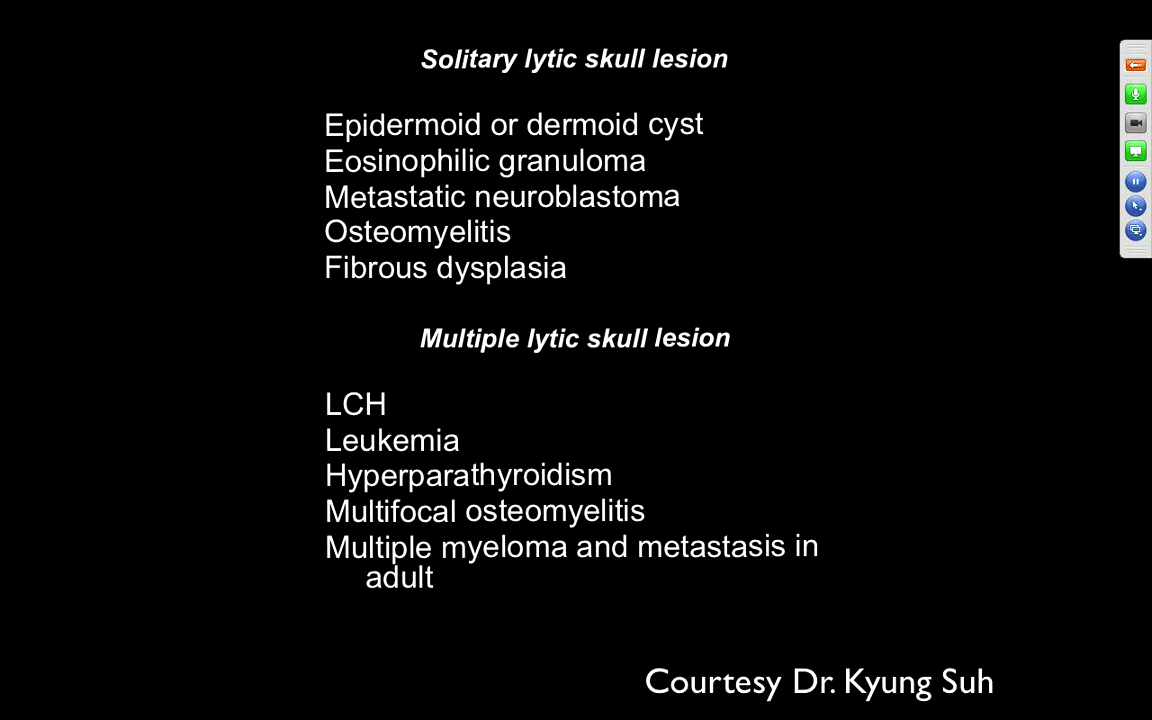 Solitary lytic skull lesion
Epidermoid or dermoid cyst
Eosinophilic granuloma
Metastatic neuroblastoma
Osteomyelitis
Fibrous dysplasia
Multiple lytic skull lesion
LCH
Leukemia
Hyperparathyroidism
Multifocal osteomyelitis
Multiple myeloma and metastasis in
adult
Courtesy Dr. Kyung Suh